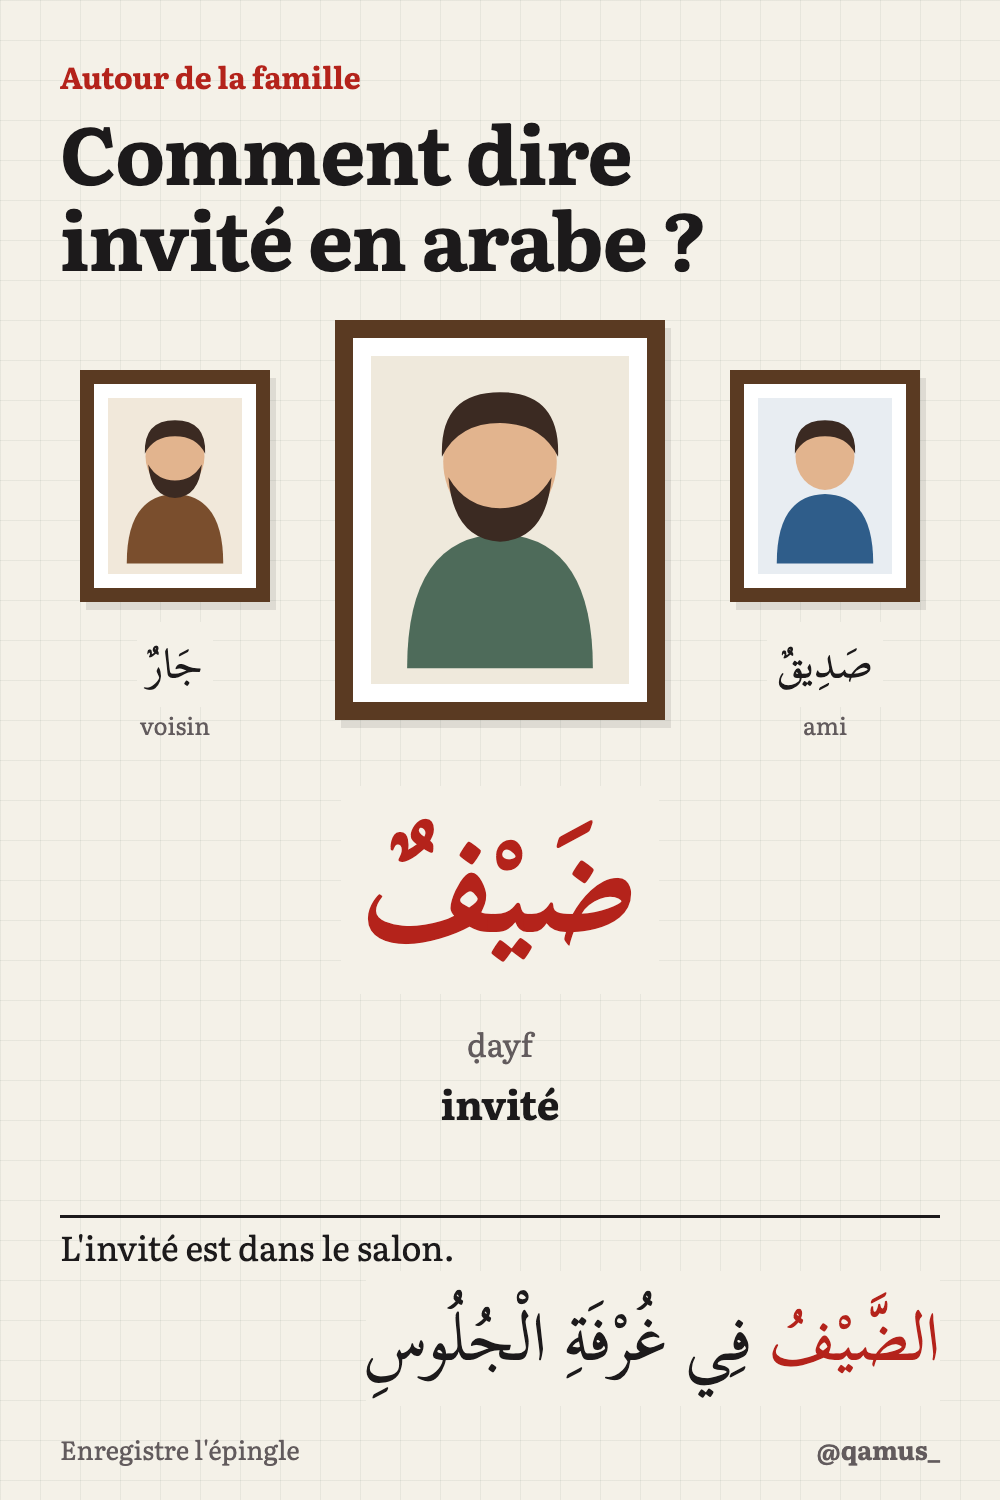 Autour de la famille
Comment dire
invité en arabe ?
جَارٌ
voisin
صَدِيقٌ
ami
ضَيْفٌ
ḍayf
invité
L'invité est dans le salon.
الضَّيْفُ فِي غُرْفَةِ الْجُلُوسِ
Enregistre l'épingle
@qamus_